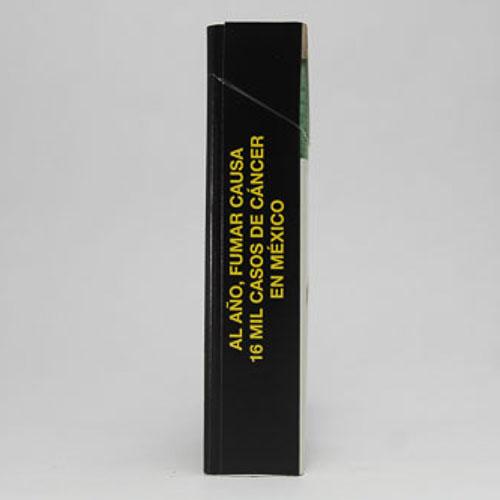 AL AÑO, FUMAR CAUSA
16 MIL CASOS DE CÁNCER
EN MÉXICO